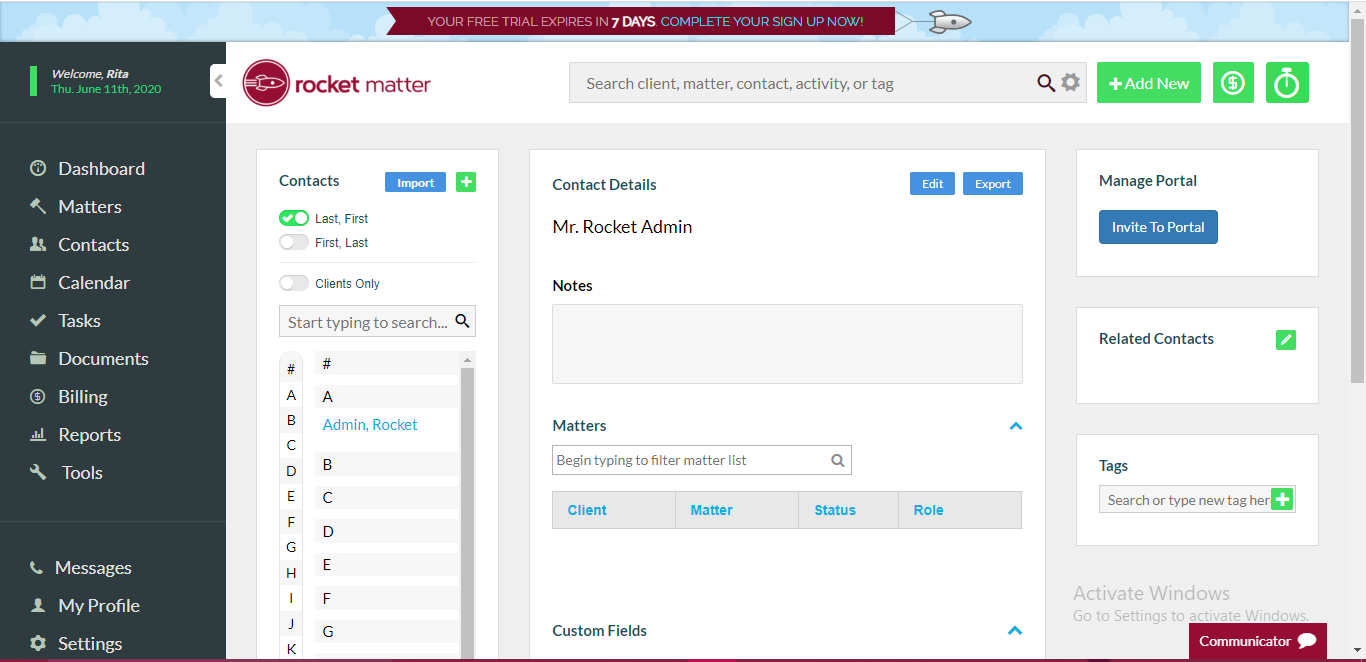 YOUR FREE TRIAL EXPIRES IN 7 DAYS COMPLETE YOUR SIGN UP NOW!
Welcome, Rita
Thu. June 11th, 2020
rocket matter
Search client, matter, contact, activity, or tag
Add New
Dashboard
Matters
Contacts
Calendar
Tasks
Documents
Billing
Reports
Tools
Messages
My Profile
Settings
Contacts
Import
Last, First
First, Last
Clients Only
Start typing to search...
#
A
B
C
D
E
F
G
H
I
J
K
#
A
Admin, Rocket
B
C
D
E
F
G
Contact Details
Edit
Export
Mr. Rocket Admin
Notes
Matters
Begin typing to filter matter list
Client Matter Status Role
Custom Fields
Manage Portal
Invite To Portal
Related Contacts
Tags
Search or type new tag her
Activate Windows
Go to Settings to activate Windows.
Communicator